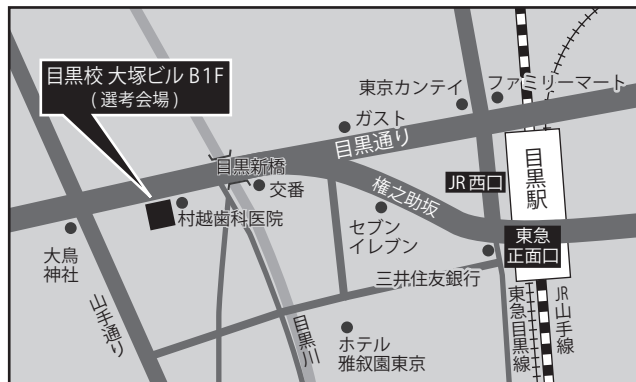 目黒校 大塚ビル B1F
( 選考会場 )
東京カンテイ
ファミリーマート
ガスト
目黒通り
目黒新橋
交番
権之助坂
JR 西口
目黒駅
村越歯科医院
セブン
イレブン
東急
正面口
大鳥
神社
三井住友銀行
山手通り
目黒川
ホテル
雅叙園東京
東急目黒線
JR山手線